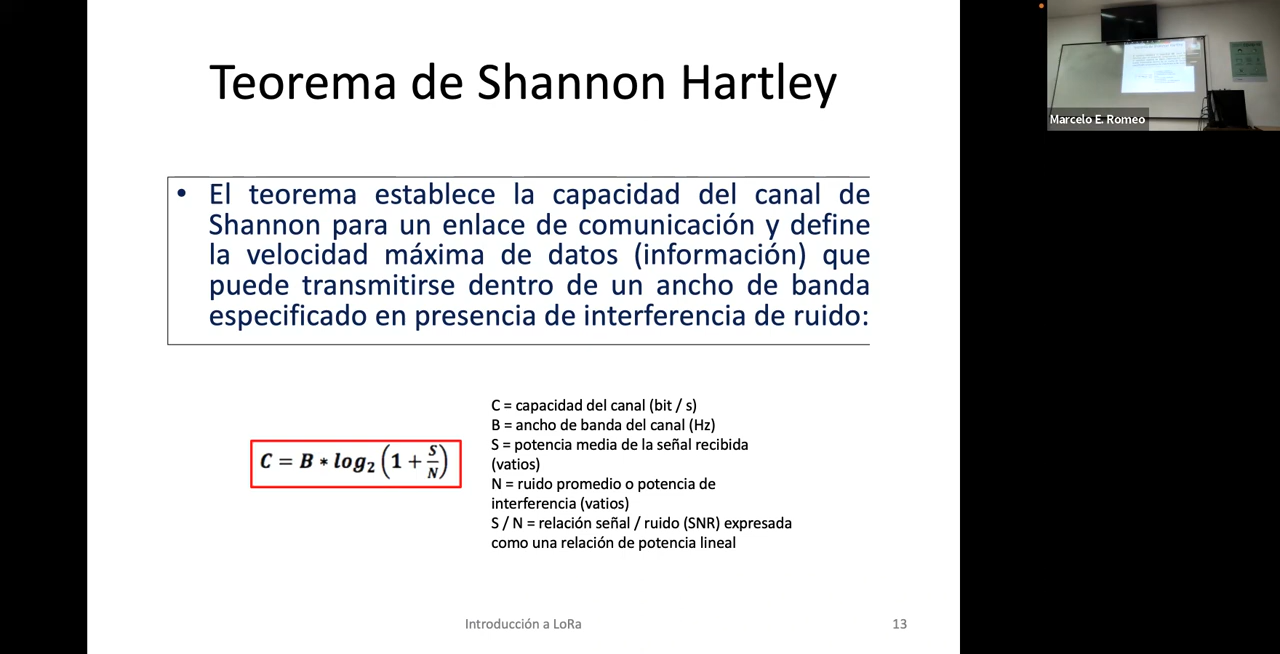 Teorema de Shannon Hartley
• El teorema establece la capacidad del canal de
Shannon para un enlace de comunicación y define
la velocidad máxima de datos (información) que
puede transmitirse dentro de un ancho de banda
especificado en presencia de interferencia de ruido:
C = B * log₂ (1 + S/N)
C = capacidad del canal (bit / s)
B = ancho de banda del canal (Hz)
S = potencia media de la señal recibida
(vatios)
N = ruido promedio o potencia de
interferencia (vatios)
S / N = relación señal / ruido (SNR) expresada
como una relación de potencia lineal
Introducción a LoRa
13
Marcelo E. Romeo